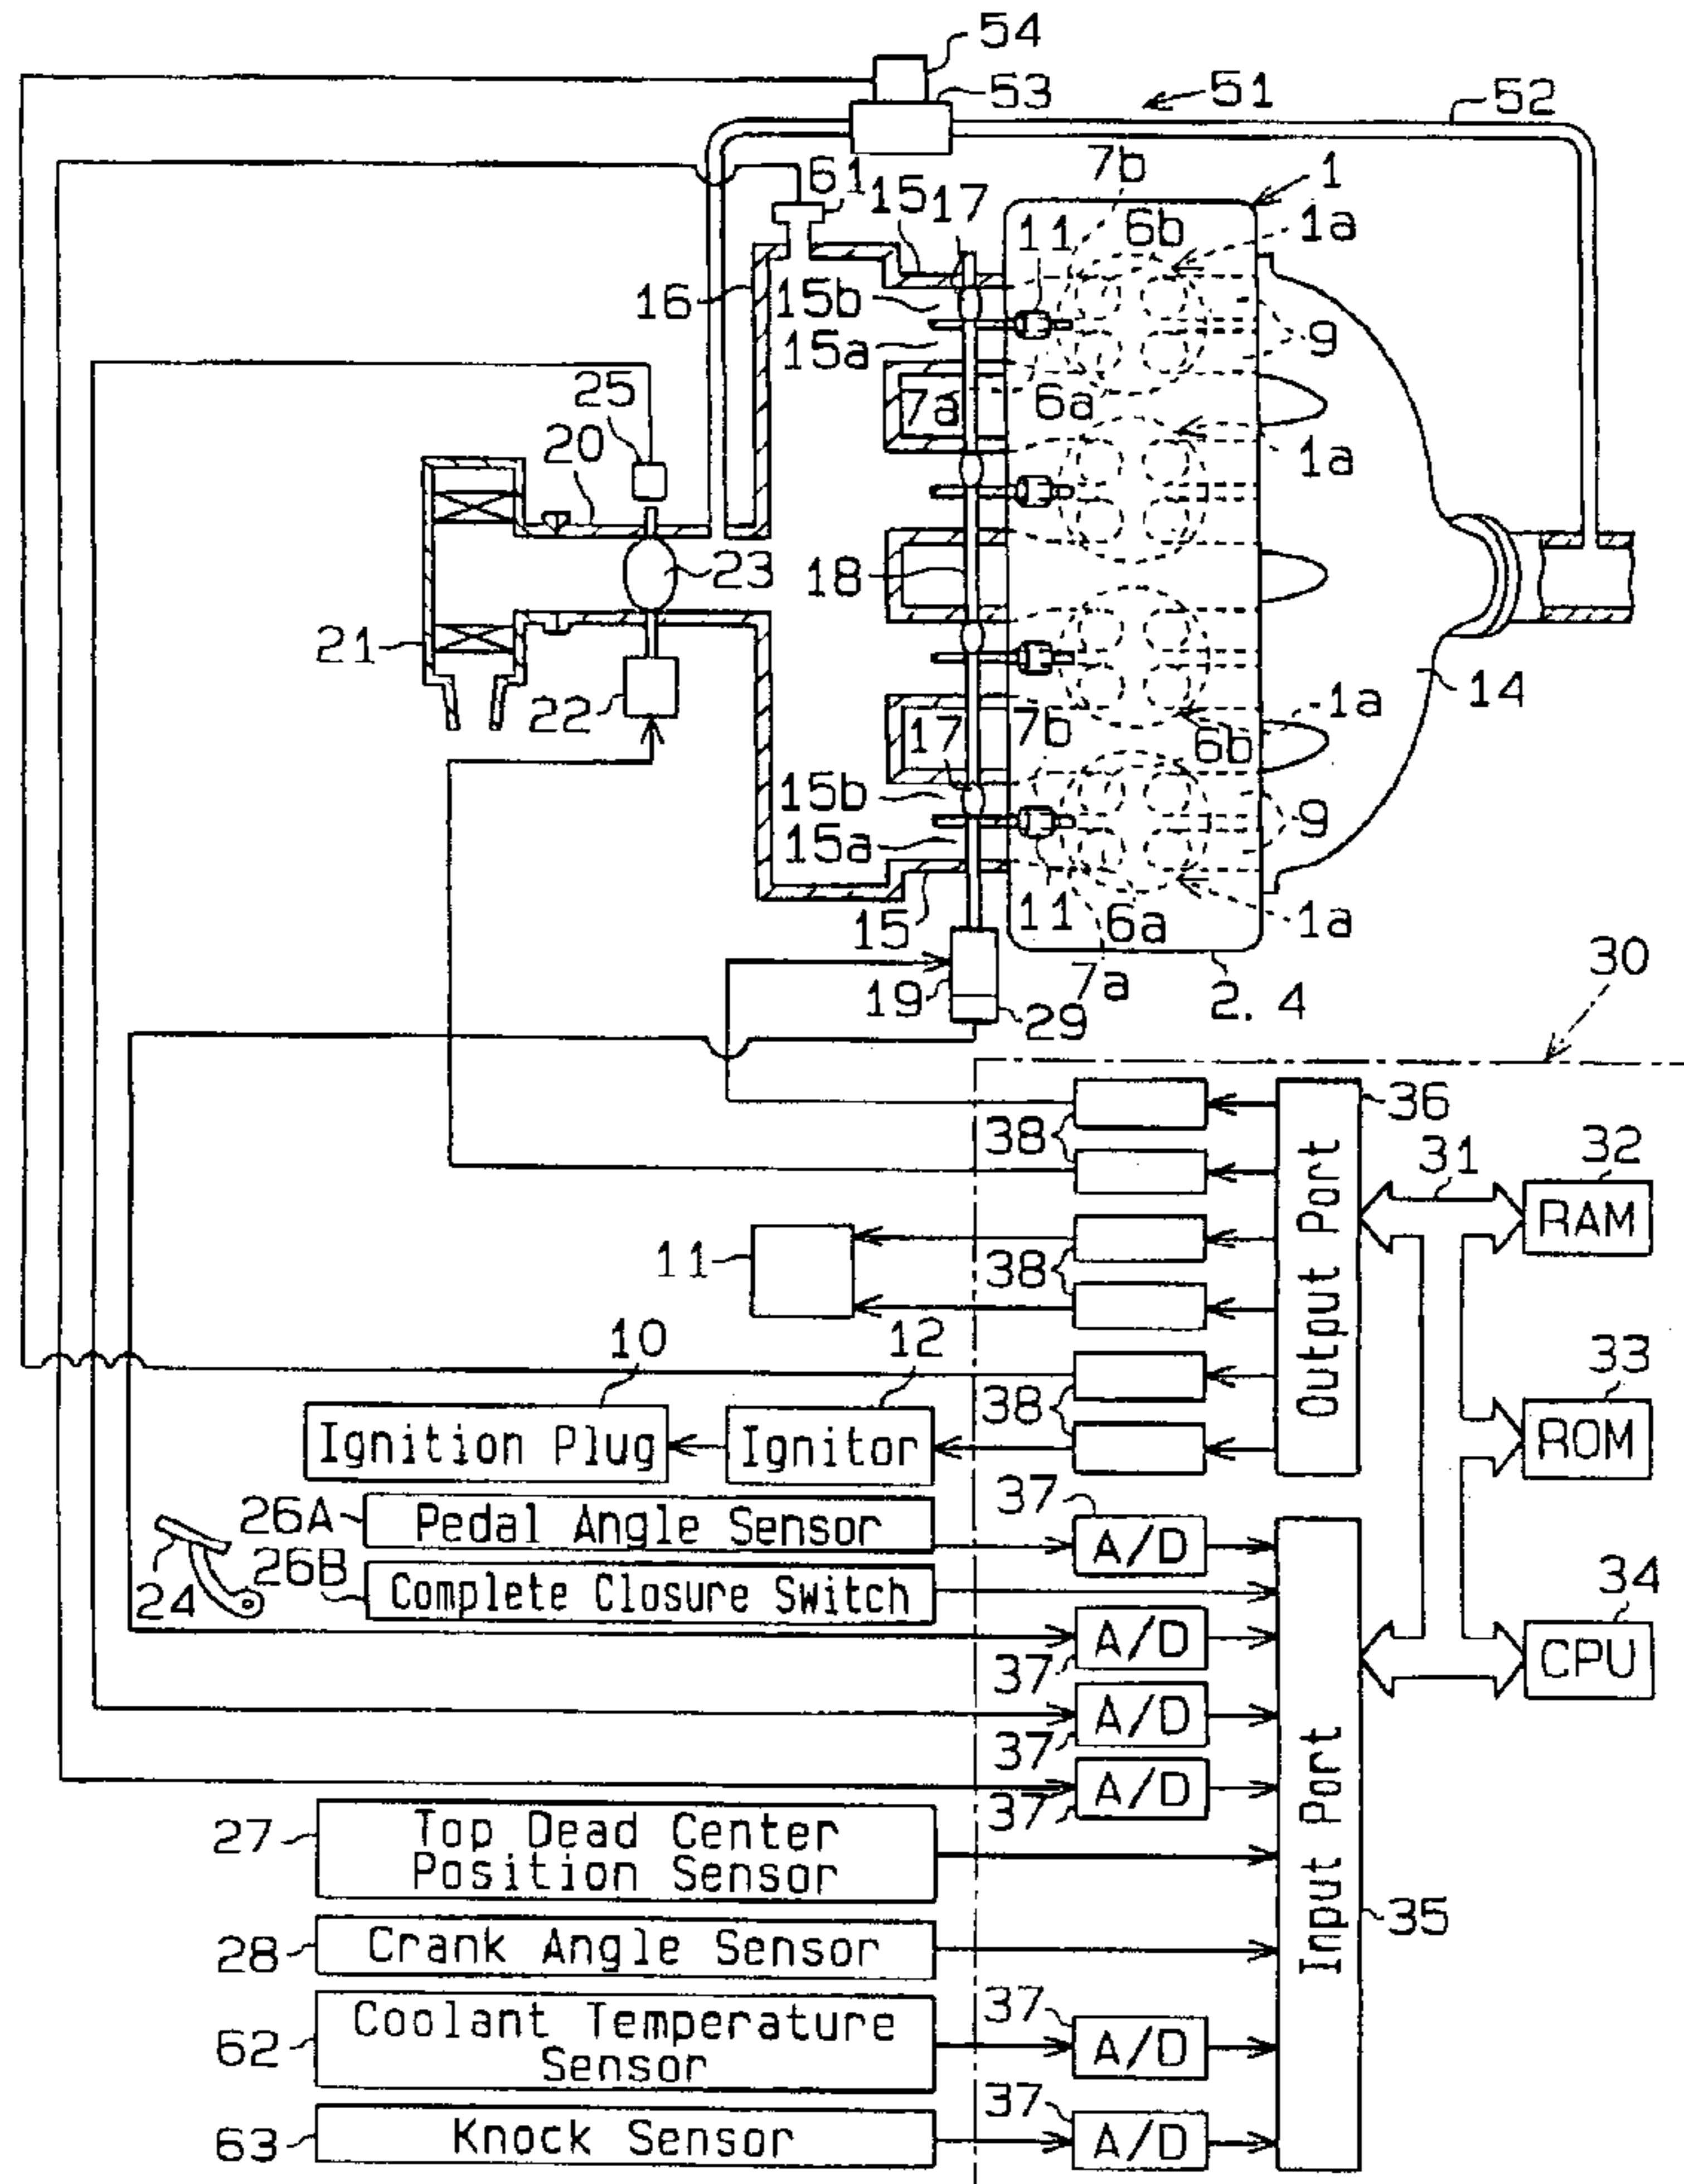 54
53
51
52
61
7b
1
15
17
11
6b
1a
16
15b
9
15a
25
7a
6a
20
1a
23
18
21
22
17
7b
6b
1a
14
15b
9
15a
15
11
6a
1a
7a
19
29
2. 4
30
36
38
31
32
RAM
Output Port
11
38
10
12
33
38
Ignition Plug
Ignitor
ROM
26A
Pedal Angle Sensor
37
A/D
24
26B
Complete Closure Switch
34
A/D
CPU
37
A/D
37
A/D
37
27
Top Dead Center
Position Sensor
Input Port
35
28
Crank Angle Sensor
37
62
Coolant Temperature
Sensor
A/D
37
63
Knock Sensor
A/D